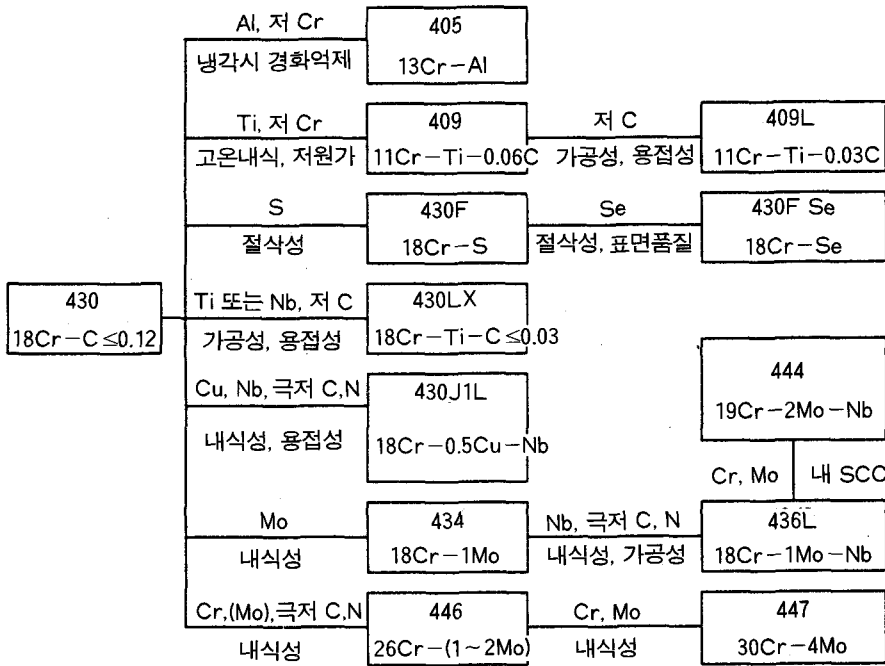 Al, 저 Cr
냉각시 경화억제
405
13Cr-Al
Ti, 저 Cr
고온내식, 저원가
409
11Cr-Ti-0.06C
저 C
가공성, 용접성
409L
11Cr-Ti-0.03C
S
절삭성
430F
18Cr-S
Se
절삭성, 표면품질
430F Se
18Cr-Se
430
18Cr-C≤0.12
Ti 또는 Nb, 저 C
가공성, 용접성
430LX
18Cr-Ti-C≤0.03
Cu, Nb, 극저 C,N
내식성, 용접성
430J1L
18Cr-0.5Cu-Nb
444
19Cr-2Mo-Nb
Cr, Mo
내 SCC
Mo
내식성
434
18Cr-1Mo
Nb, 극저 C, N
내식성, 가공성
436L
18Cr-1Mo-Nb
Cr,(Mo),극저 C,N
내식성
446
26Cr-(1~2Mo)
Cr, Mo
내식성
447
30Cr-4Mo